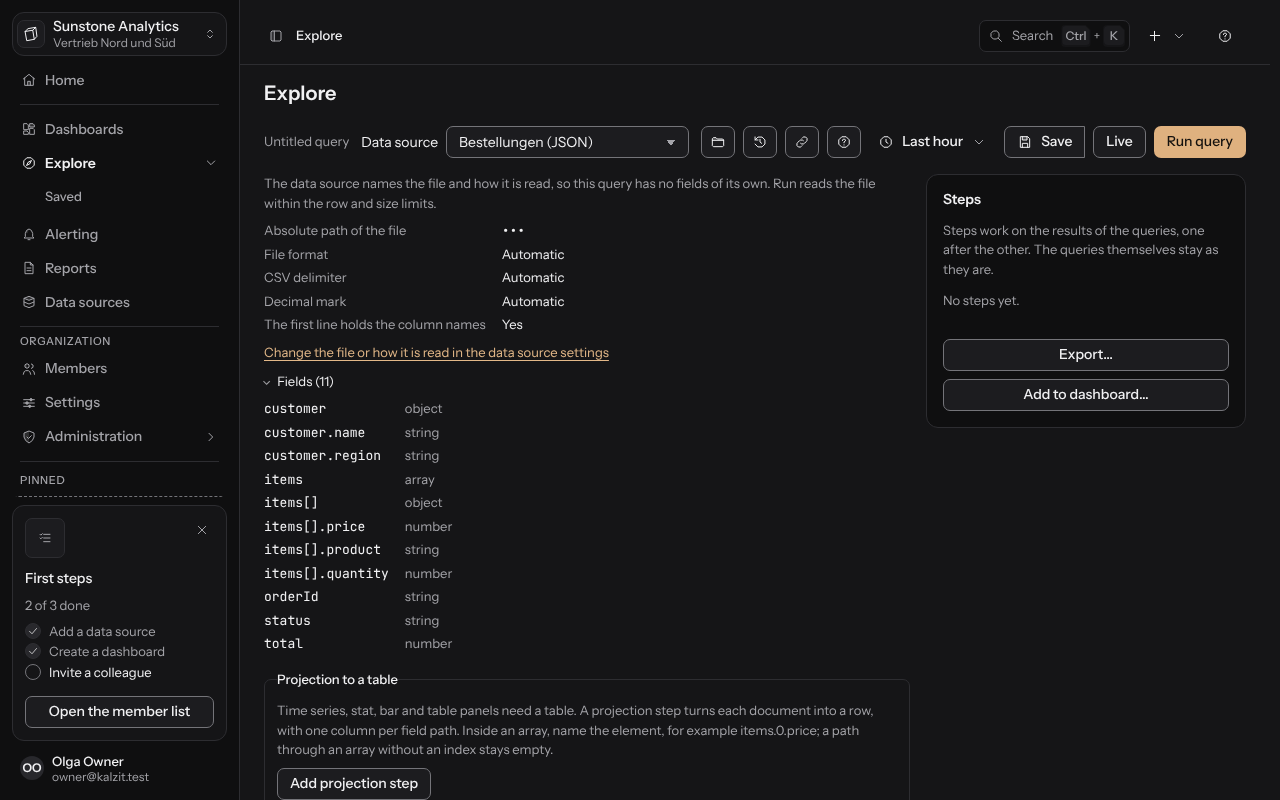 Sunstone Analytics
Vertrieb Nord und Süd
Home
Dashboards
Explore
Saved
Alerting
Reports
Data sources
ORGANIZATION
Members
Settings
Administration
PINNED
First steps
2 of 3 done
Add a data source
Create a dashboard
Invite a colleague
Open the member list
OO
Olga Owner
owner@kalzit.test
Explore
Search Ctrl + K
Explore
Untitled query Data source Bestellungen (JSON) Last hour Save Live Run query
The data source names the file and how it is read, so this query has no fields of its own. Run reads the file
within the row and size limits.
Absolute path of the file •••
File format Automatic
CSV delimiter Automatic
Decimal mark Automatic
The first line holds the column names Yes
Change the file or how it is read in the data source settings
Fields (11)
customer object
customer.name string
customer.region string
items array
items[] object
items[].price number
items[].product string
items[].quantity number
orderId string
status string
total number
Projection to a table
Time series, stat, bar and table panels need a table. A projection step turns each document into a row,
with one column per field path. Inside an array, name the element, for example items.0.price; a path
through an array without an index stays empty.
Add projection step
Steps
Steps work on the results of the queries, one
after the other. The queries themselves stay as
they are.
No steps yet.
Export...
Add to dashboard...